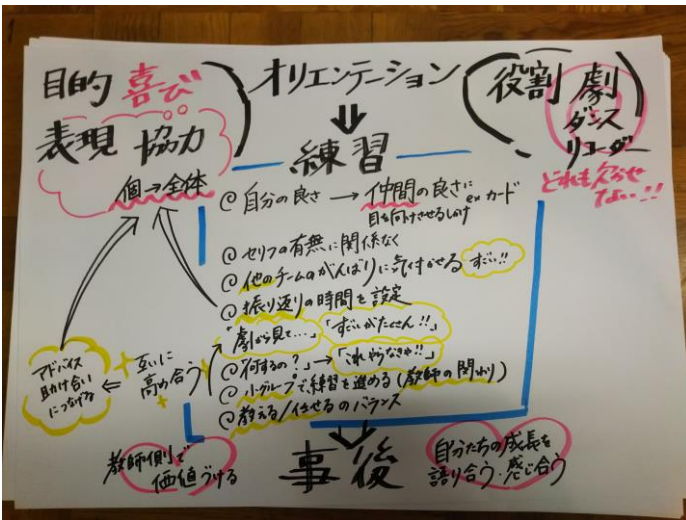 目的 喜び
表現 協力
個→全体
オリエンテーション
役割 劇
ダンス
リコーダー
どれも欠かせ
ない!!
練習
@ 自分の良さ → 仲間の良さに ex カード
目を向けさせるしかけ
@ セリフの有無に関係なく
@ 他のチームのがんばりに気付かせる すごい!!
@ 振り返りの時間を設定
「劇から見て…」「すごいがたくさん!!」
@「何するの?」→「これやらなきゃ!!」
@ 小グループで練習を進める(教師の関わり)
@ 教える/任せるのバランス
互いに
高め合う
アドバイス
助け合い
につなげる
事後
教師側で
価値づける
自分たちの成長を
語り合う・感じ合う